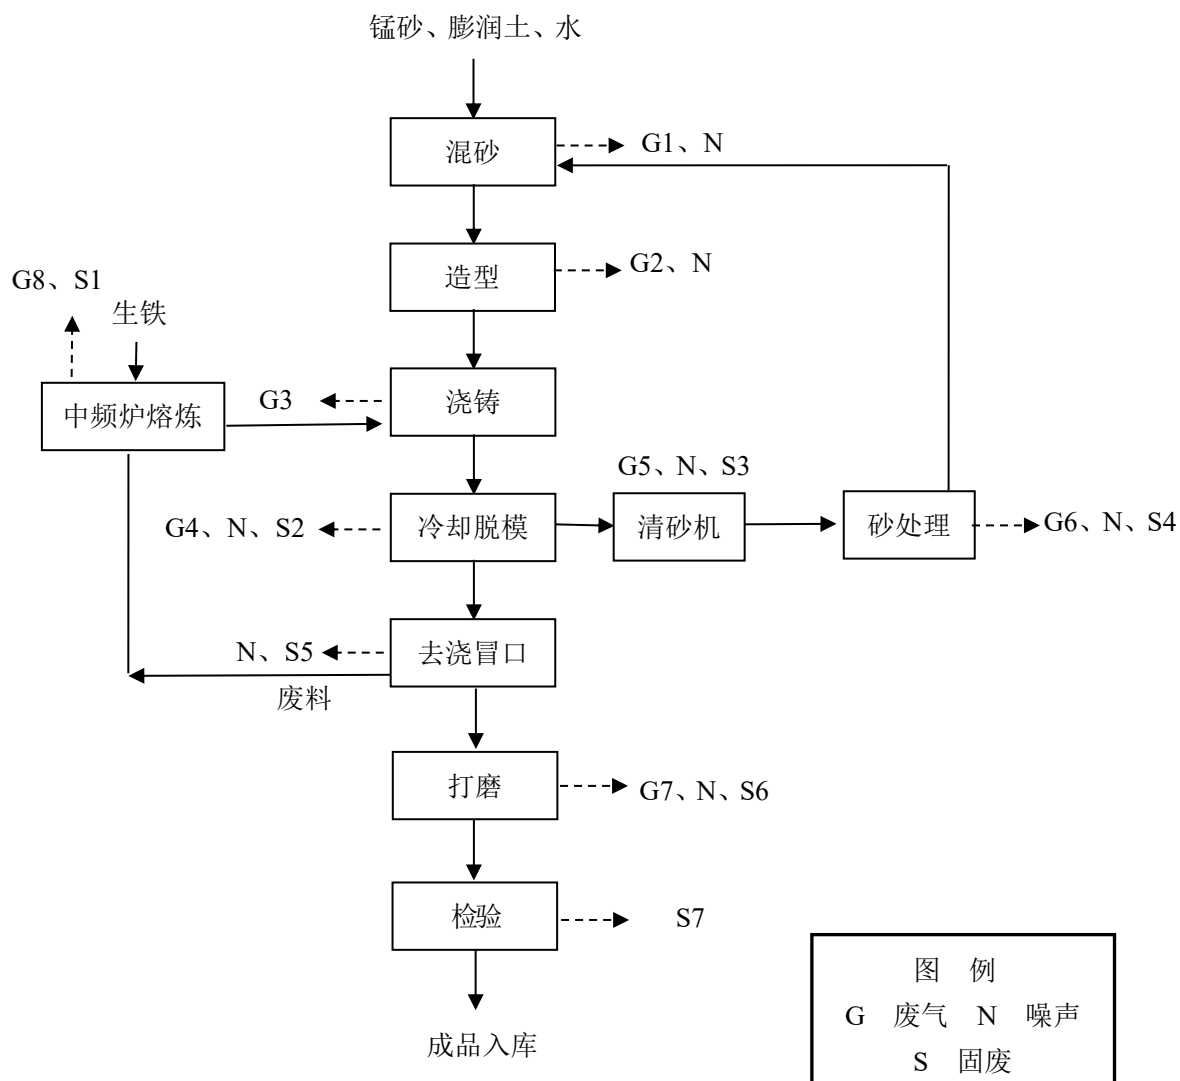 锰砂、膨润土、水
混砂
G1、N
造型
G2、N
G8、S1
生铁
中频炉熔炼
G3
浇铸
G5、N、S3
G4、N、S2
冷却脱模
清砂机
砂处理
G6、N、S4
N、S5
去浇冒口
废料
打磨
G7、N、S6
检验
S7
成品入库
图 例
G 废气 N 噪声
S 固废